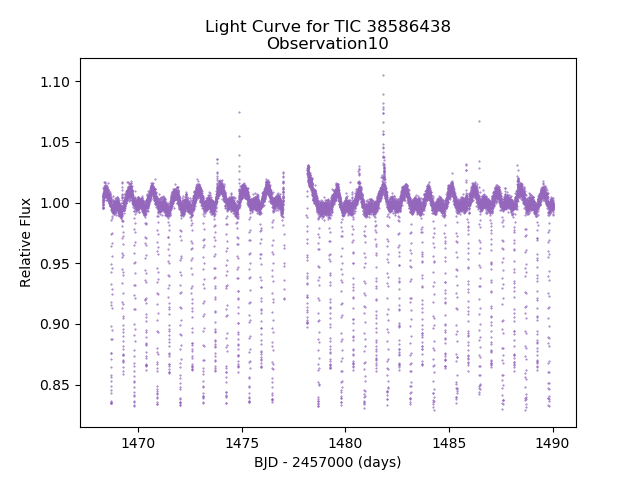 Light Curve for TIC 38586438
Observation10
1.10
1.05
1.00
0.95
0.90
0.85
Relative Flux
1470
1475
1480
1485
1490
BJD - 2457000 (days)